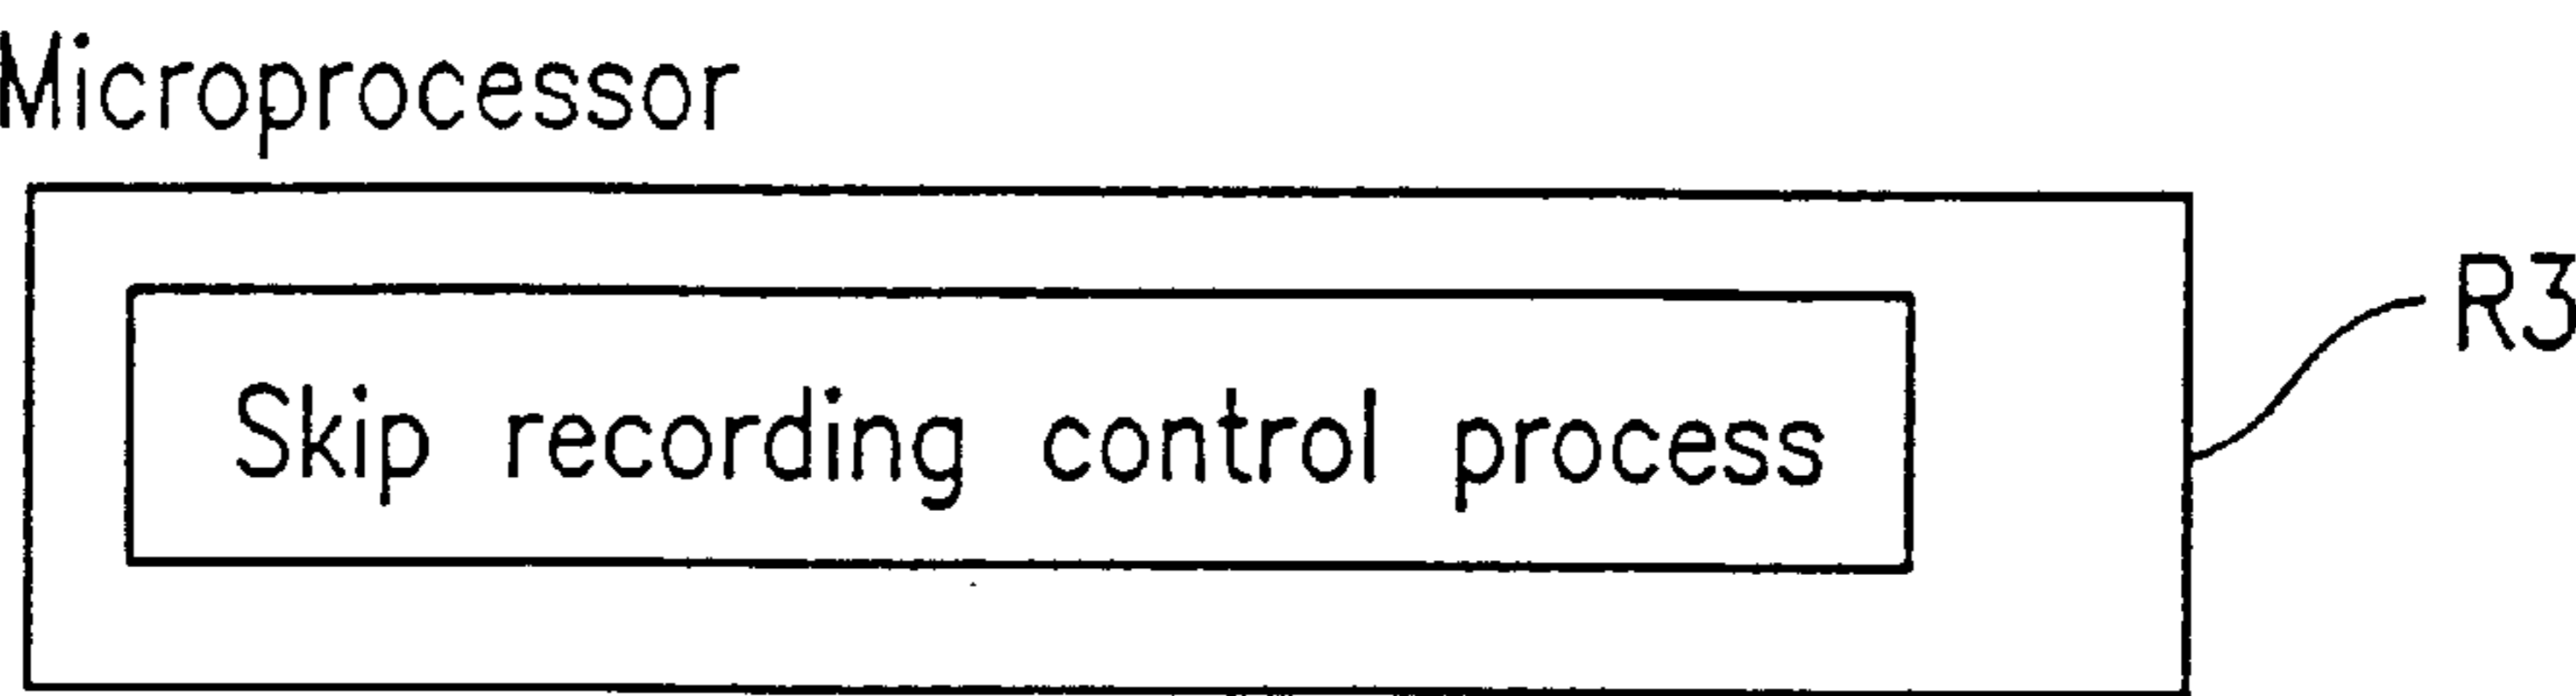 Microprocessor
R3
Skip recording control process